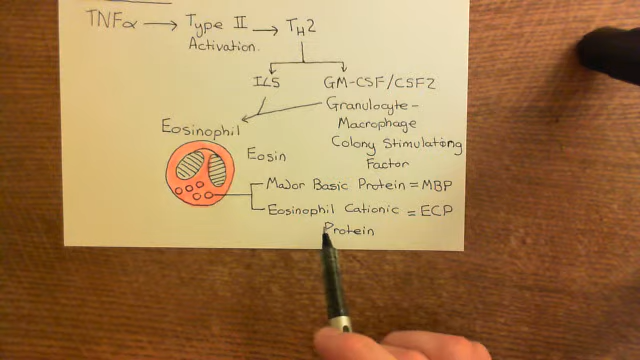 TNFα → Type II → TH2
Activation.
IL5 GM-CSF/CSF2
Granulocyte-
Macrophage
Colony Stimulating
Factor
Eosinophil
Eosin
Major Basic Protein = MBP
Eosinophil Cationic = ECP
Protein